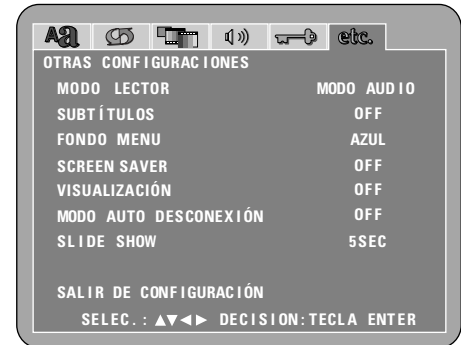 Aa etc.
OTRAS CONFIGURACIONES
MODO LECTOR MODO AUDIO
SUBTÍTULOS OFF
FONDO MENU AZUL
SCREEN SAVER OFF
VISUALIZACIÓN OFF
MODO AUTO DESCONEXIÓN OFF
SLIDE SHOW 5SEC
SALIR DE CONFIGURACIÓN
SELEC.: ▲▼◄► DECISION:TECLA ENTER